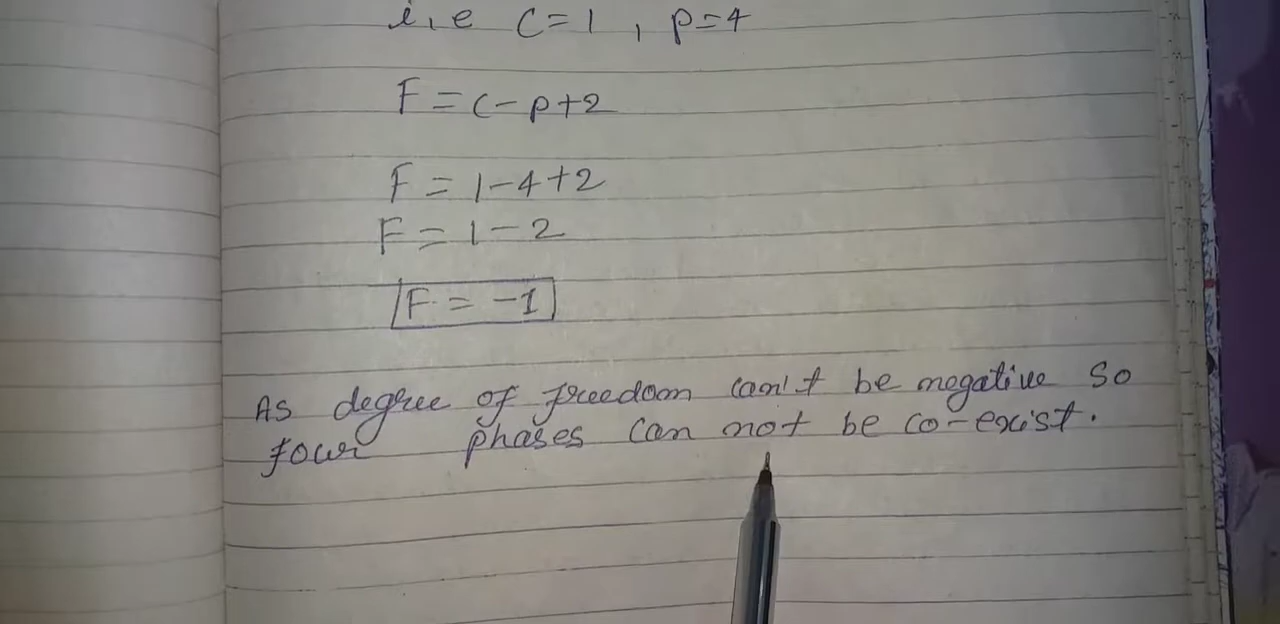 i.e C=1, P=4
F=C-P+2
F=1-4+2
F=1-2
F=-1
As degree of freedom can't be negative so
four phases can not be co-exist.